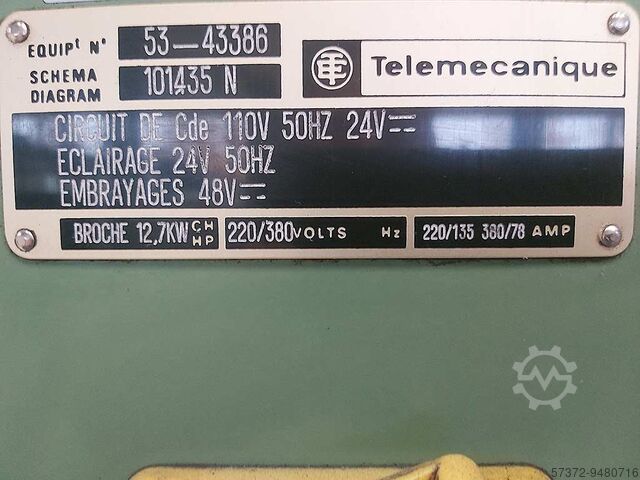 EQUIPt N° 53-43386
SCHEMA DIAGRAM 101435 N
Telemecanique
CIRCUIT DE Cde 110V 50HZ 24V
ECLAIRAGE 24V 50HZ
EMBRAYAGES 48V
BROCHE 12,7KW CH HP 220/380 VOLTS Hz 220/135 380/78 AMP
57372-9480716